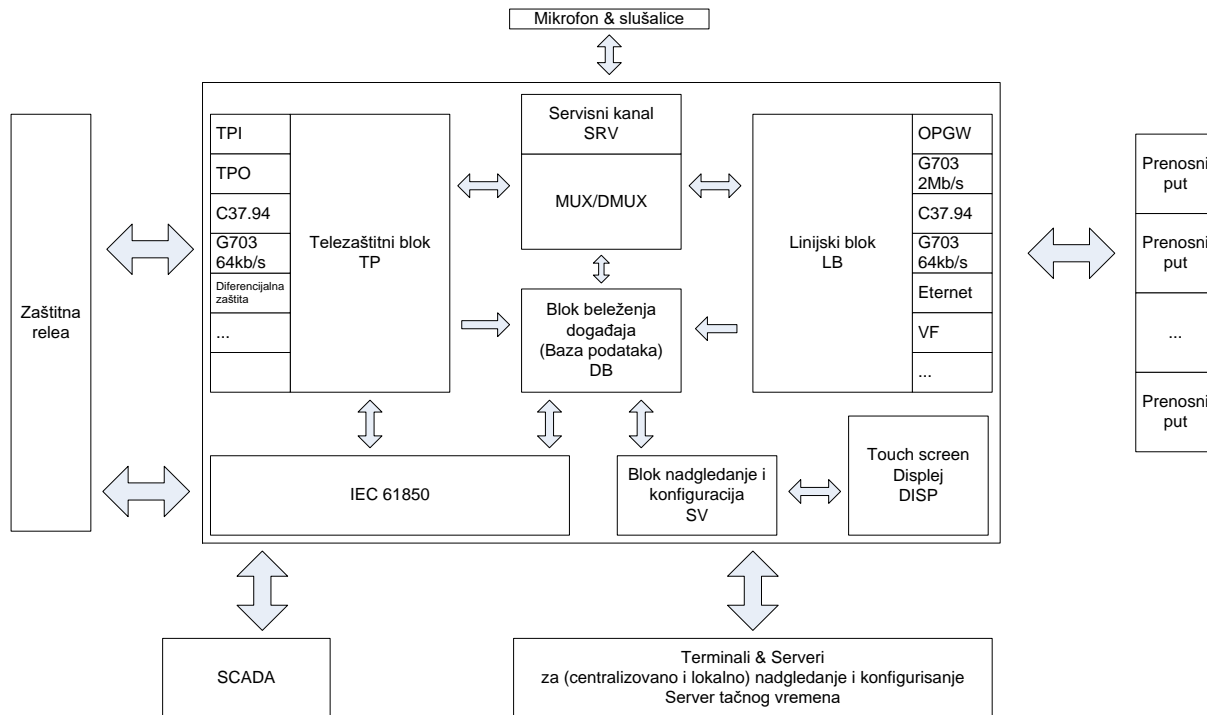 Mikrofon & slušalice
Zaštitna
relea
TPI
TPO
C37.94
G703
64kb/s
Diferencijalna
zaštita
...
Telezaštitni blok
TP
Servisni kanal
SRV
MUX/DMUX
Blok beleženja
događaja
(Baza podataka)
DB
Linijski blok
LB
OPGW
G703
2Mb/s
C37.94
G703
64kb/s
Eternet
VF
...
Prenosni
put
Prenosni
put
...
Prenosni
put
IEC 61850
Blok nadgledanje i
konfiguracija
SV
Touch screen
Displej
DISP
SCADA
Terminali & Serveri
za (centralizovano i lokalno) nadgledanje i konfigurisanje
Server tačnog vremena